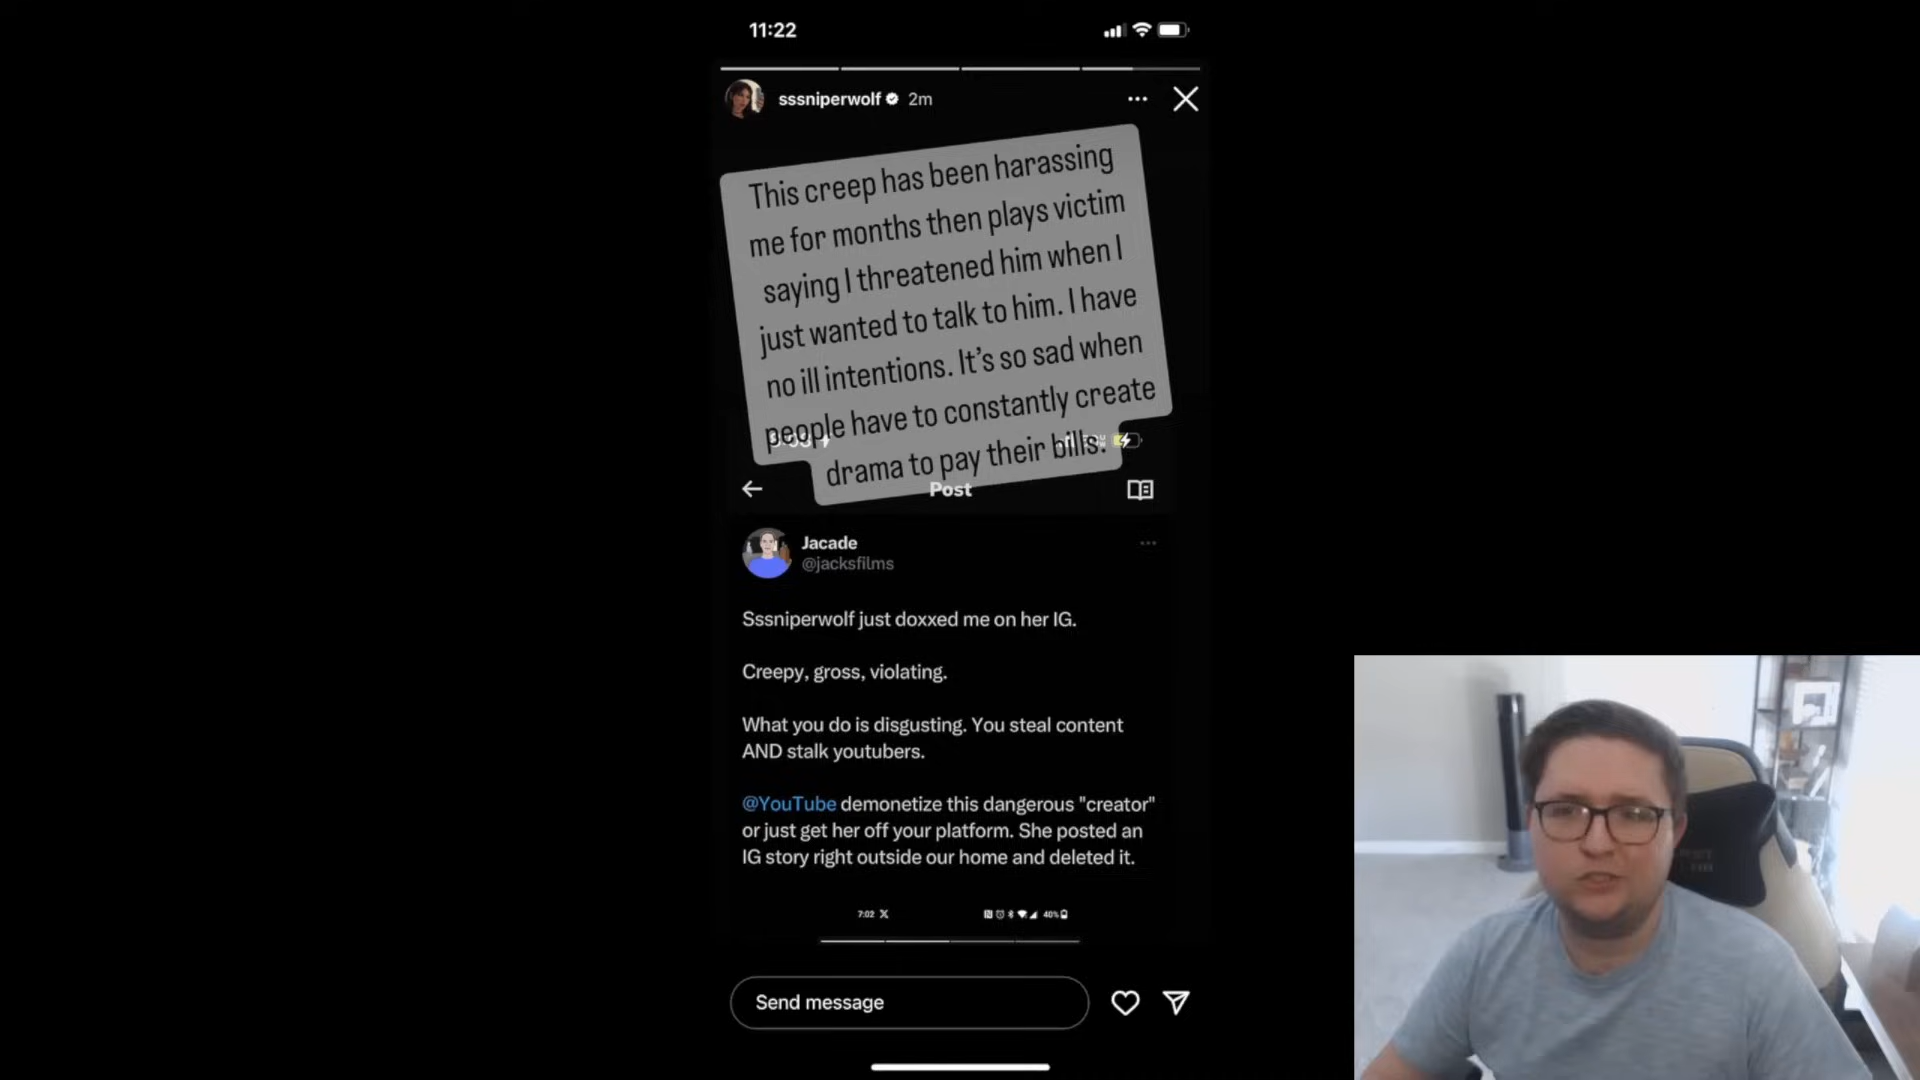 11:22
sssniperwolf 2m
This creep has been harassing
me for months then plays victim
saying I threatened him when I
just wanted to talk to him. I have
no ill intentions. It's so sad when
people have to constantly create
drama to pay their bills.
Post
Jacade
@jacksfilms
Sssniperwolf just doxxed me on her IG.
Creepy, gross, violating.
What you do is disgusting. You steal content
AND stalk youtubers.
@YouTube demonetize this dangerous "creator"
or just get her off your platform. She posted an
IG story right outside our home and deleted it.
7:02 X 40%
Send message